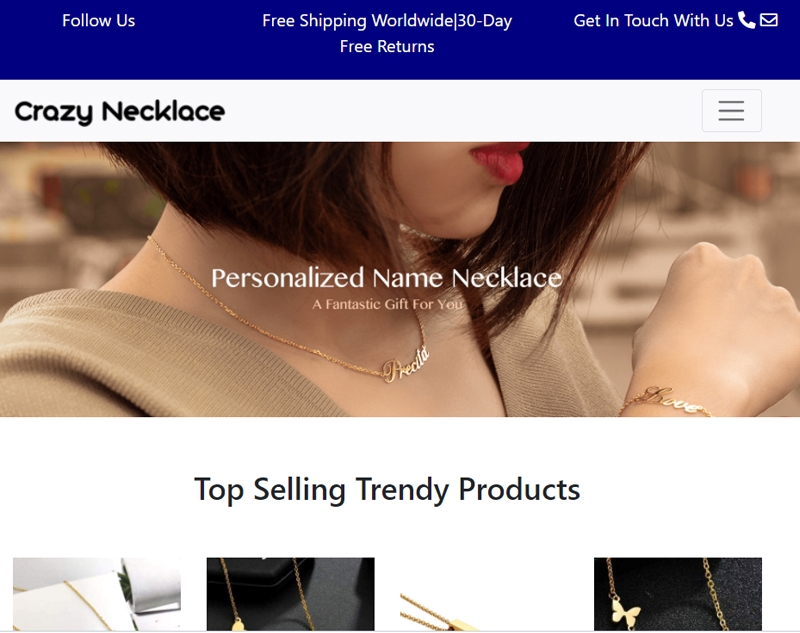 Follow Us
Free Shipping Worldwide|30-Day
Free Returns
Get In Touch With Us
Crazy Necklace
Personalized Name Necklace
A Fantastic Gift For You
Precila
Love
Top Selling Trendy Products